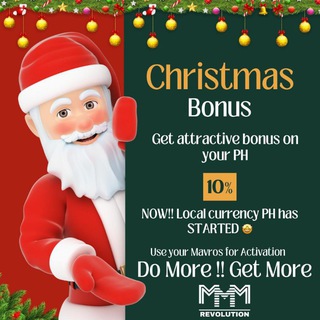 Christmas
Bonus
Get attractive bonus on
your PH
10%
NOW!! Local currency PH has
STARTED 🤩
Use your Mavros for Activation
Do More !! Get More
MMM
REVOLUTION